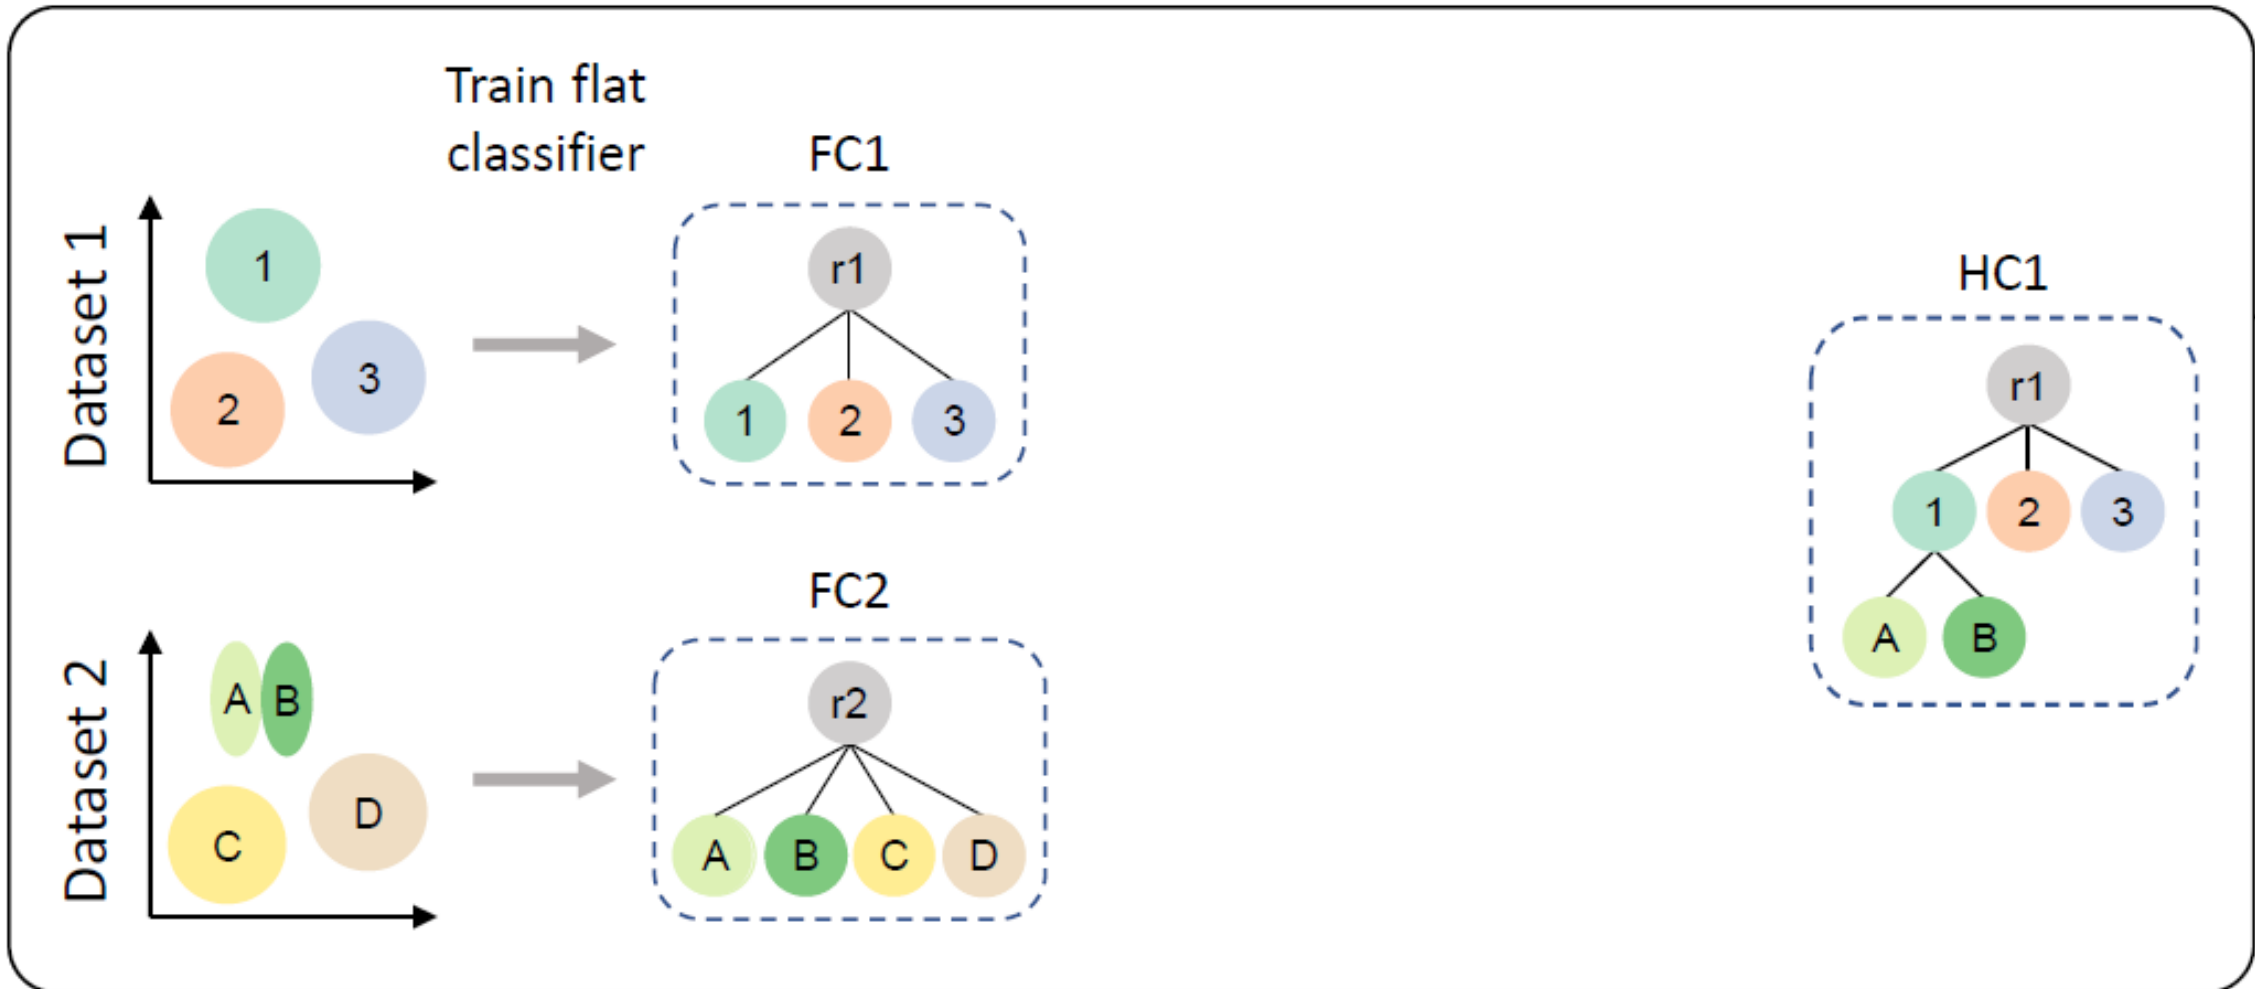 Train flat
classifier
FC1
Dataset 1
1
2
3
r1
1
2
3
HC1
r1
1
2
3
A
B
FC2
Dataset 2
A
B
C
D
r2
A
B
C
D